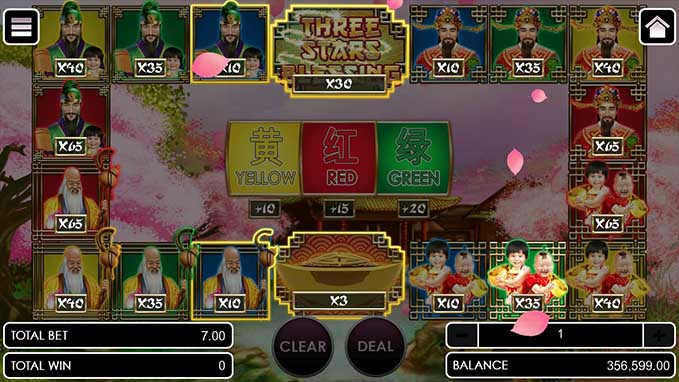 THREE
STARS
BLESSING
X30
X40
X35
X10
X10
X35
X40
X65
X65
黄
YELLOW
红
RED
绿
GREEN
+10
+15
+20
X65
X65
X40
X35
X10
X3
X10
X35
X40
TOTAL BET 7.00
TOTAL WIN 0
CLEAR
DEAL
- 1 +
BALANCE 356,599.00